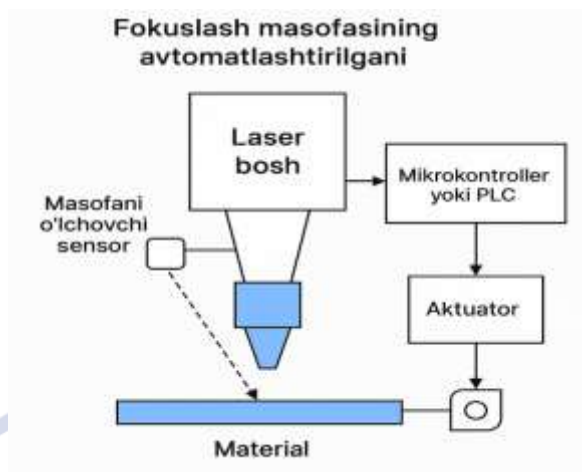 Fokuslash masofasining
avtomatlashtirilgani
Laser
bosh
Mikrokontroller
yoki PLC
Masofani
o'lchovchi
sensor
Aktuator
Material